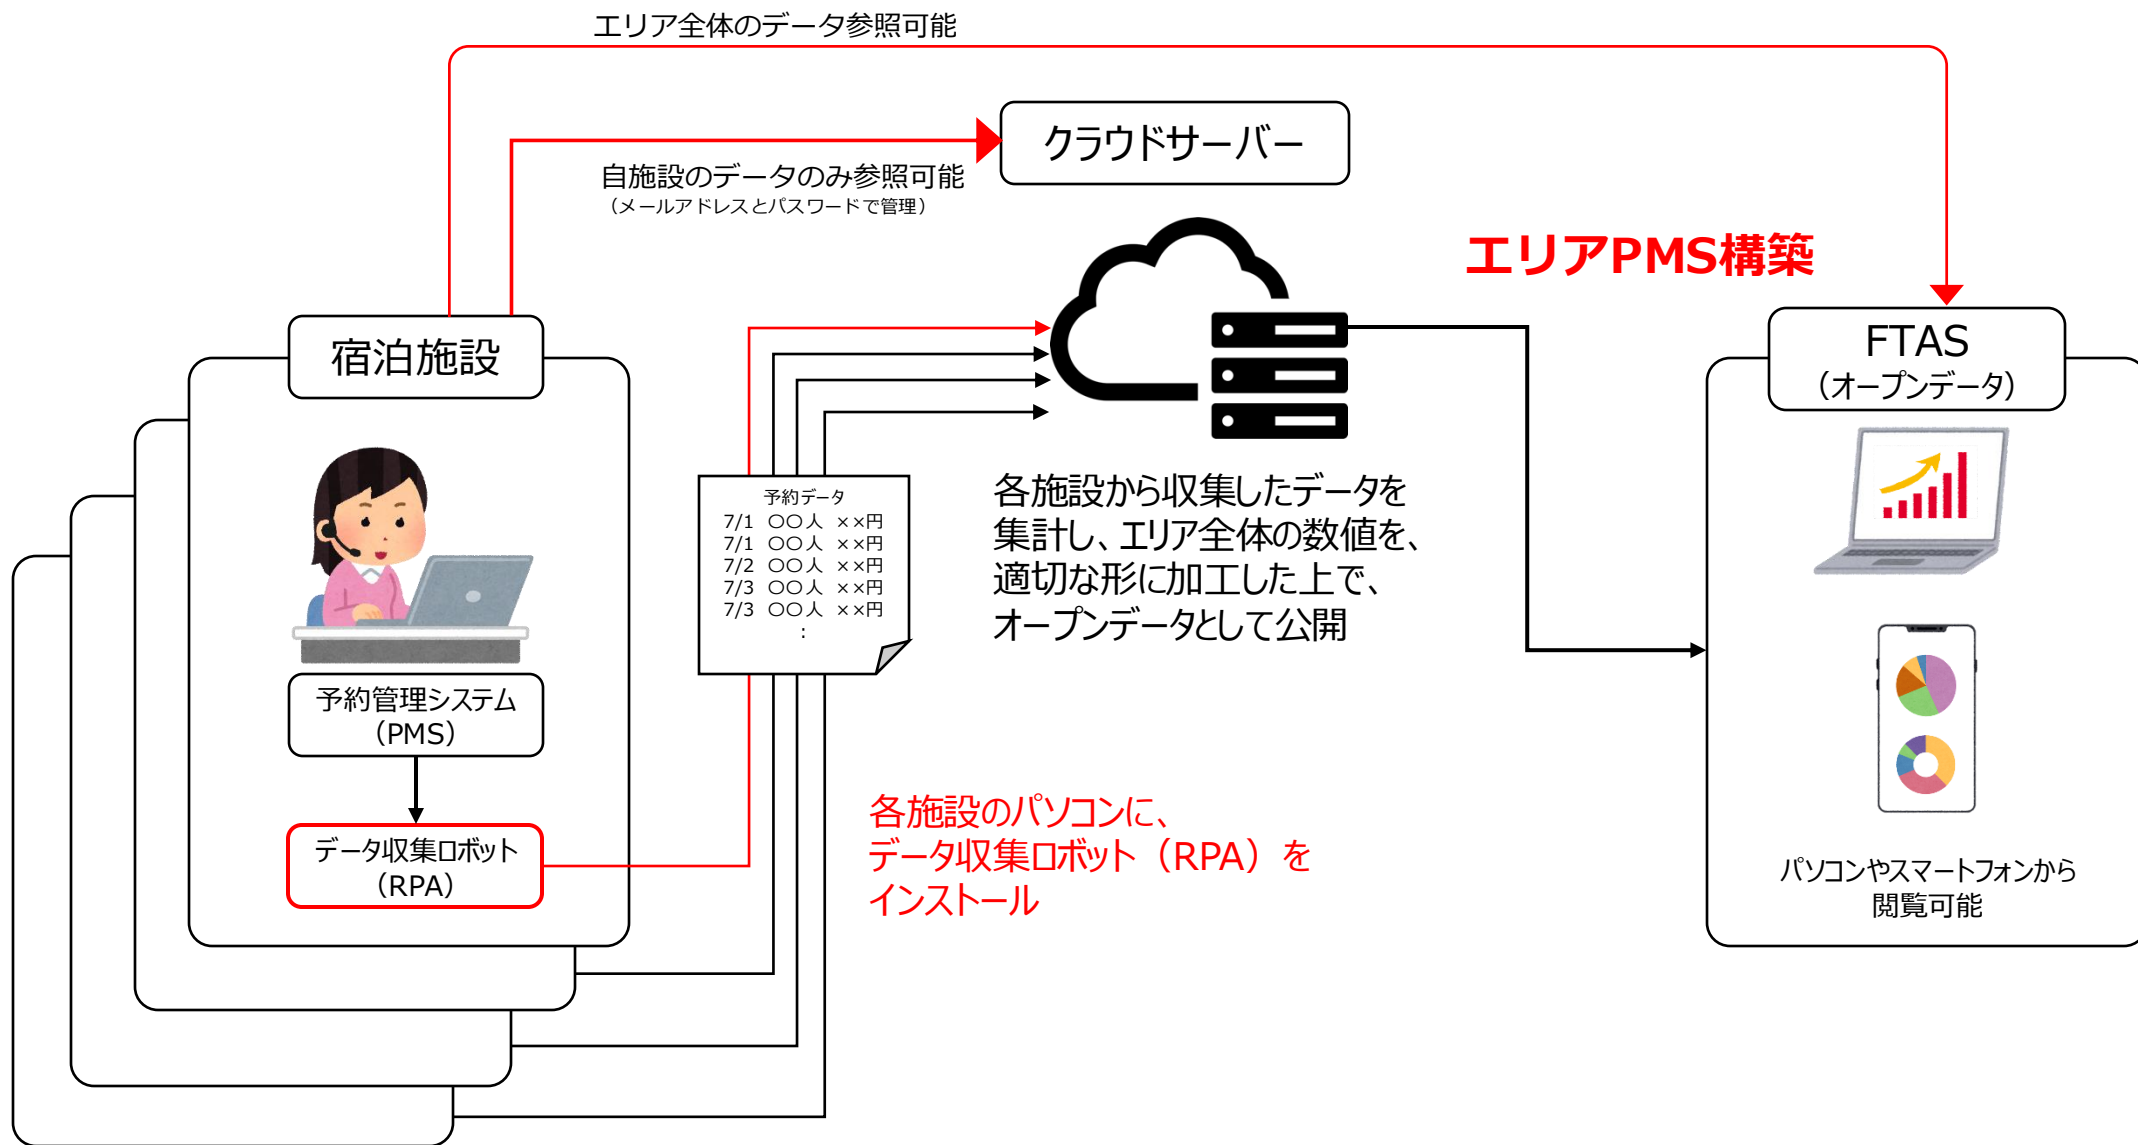 エリア全体のデータ参照可能
クラウドサーバー
自施設のデータのみ参照可能
（メールアドレスとパスワードで管理）
エリアPMS構築
宿泊施設
FTAS
（オープンデータ）
予約データ
7/1 〇〇人 ××円
7/1 〇〇人 ××円
7/2 〇〇人 ××円
7/3 〇〇人 ××円
7/3 〇〇人 ××円
：
各施設から収集したデータを
集計し、エリア全体の数値を、
適切な形に加工した上で、
オープンデータとして公開
予約管理システム
（PMS）
データ収集ロボット
（RPA）
各施設のパソコンに、
データ収集ロボット（RPA）を
インストール
パソコンやスマートフォンから
閲覧可能